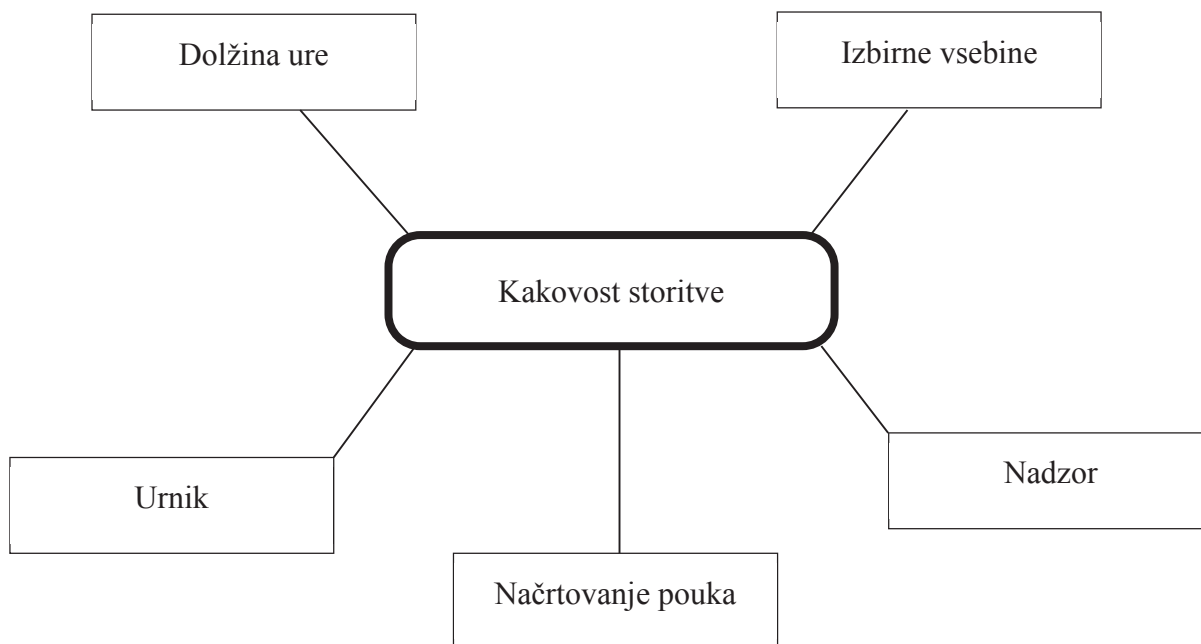 Dolžina ure
Izbirne vsebine
Kakovost storitve
Urnik
Nadzor
Načrtovanje pouka